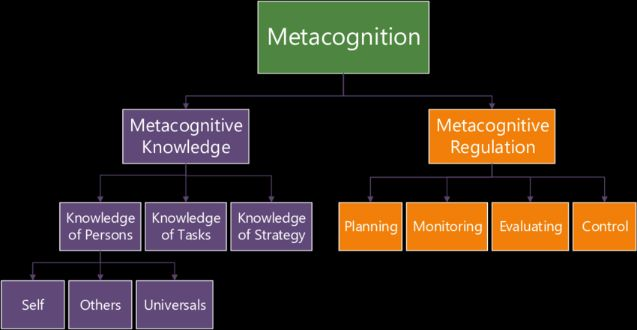 Metacognition
Metacognitive
Knowledge
Metacognitive
Regulation
Knowledge
of Persons
Knowledge
of Tasks
Knowledge
of Strategy
Planning
Monitoring
Evaluating
Control
Self
Others
Universals